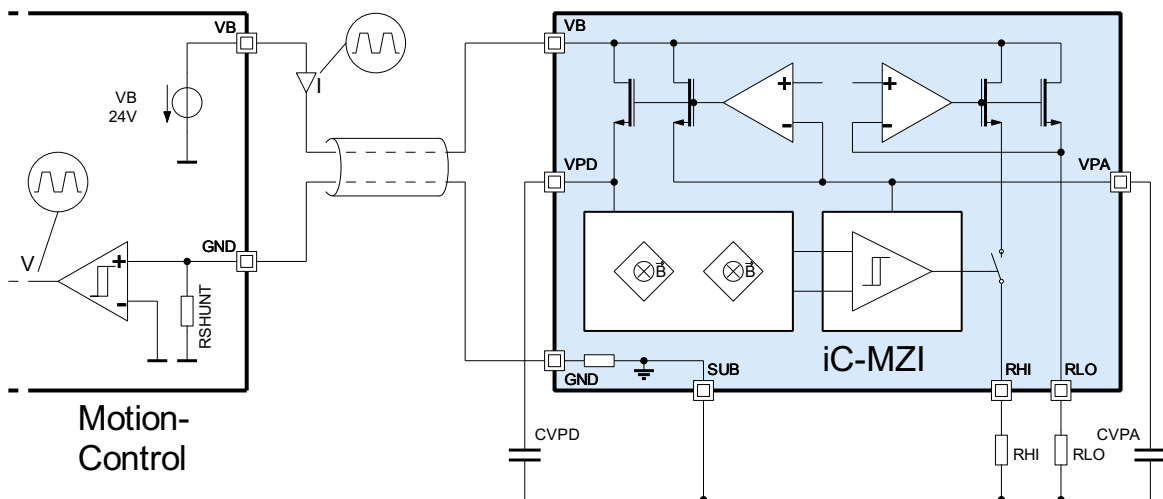 VB
VB
24V
I
V
GND
+
-
RSHUNT
Motion-
Control
VB
+
-
+
-
VPD
VPA
B
B
iC-MZI
GND
SUB
RHI
RLO
CVPD
RHI
RLO
CVPA